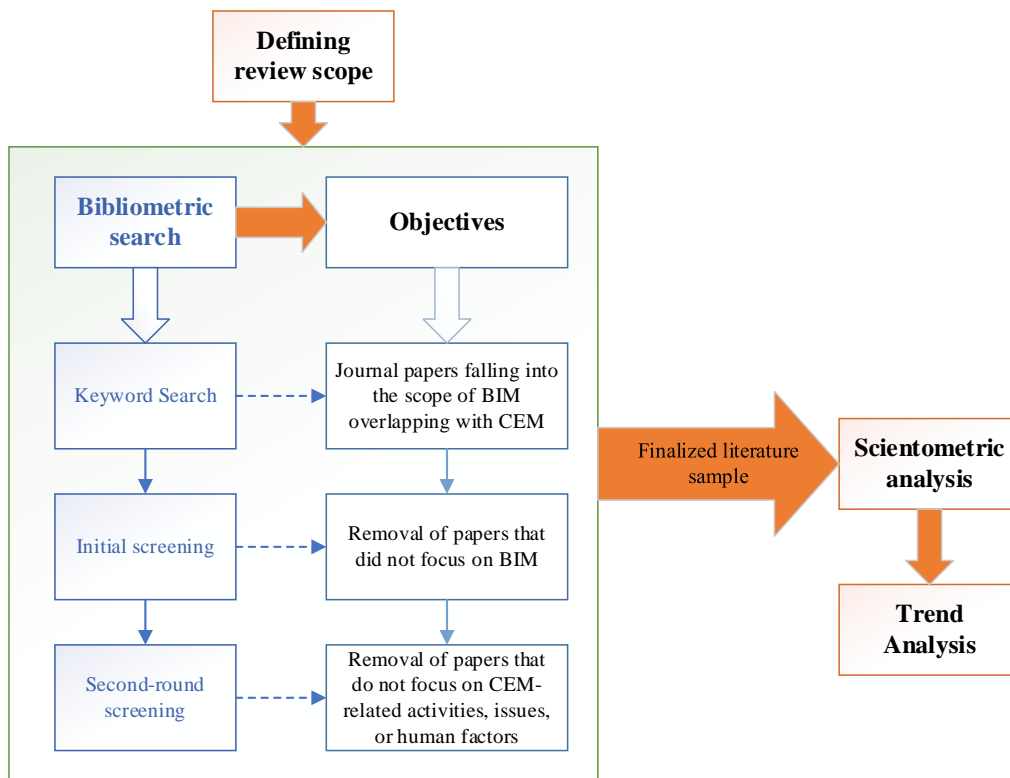 Defining
review scope
Bibliometric
search
Objectives
Keyword Search
Journal papers falling into
the scope of BIM
overlapping with CEM
Initial screening
Removal of papers that
did not focus on BIM
Second-round
screening
Removal of papers that
do not focus on CEM-
related activities, issues,
or human factors
Finalized literature
sample
Scientometric
analysis
Trend
Analysis